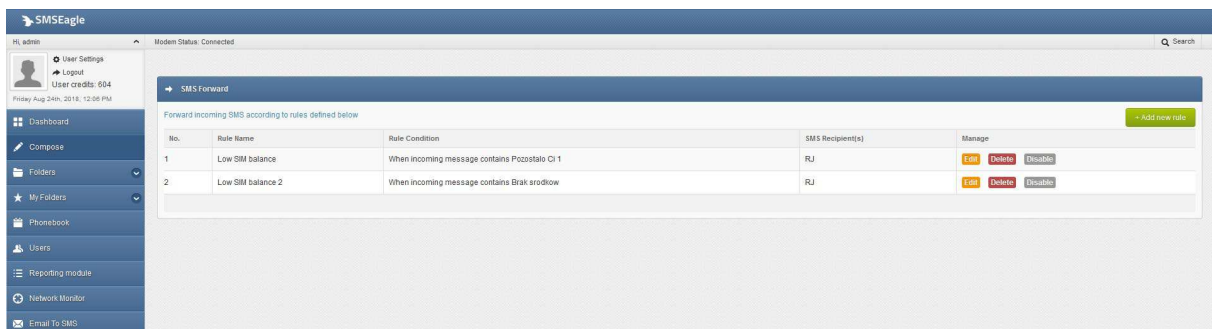 SMSEagle
Hi, admin
Modem Status: Connected
Search
User Settings
Logout
User credits: 604
Friday Aug 24th, 2018, 12:06 PM
SMS Forward
Forward incoming SMS according to rules defined below
+ Add new rule
No. Rule Name Rule Condition SMS Recipient(s) Manage
1 Low SIM balance When incoming message contains Pozostalo Ci 1 RJ Edit Delete Disable
2 Low SIM balance 2 When incoming message contains Brak srodkow RJ Edit Delete Disable
Dashboard
Compose
Folders
My Folders
Phonebook
Users
Reporting module
Network Monitor
Email To SMS